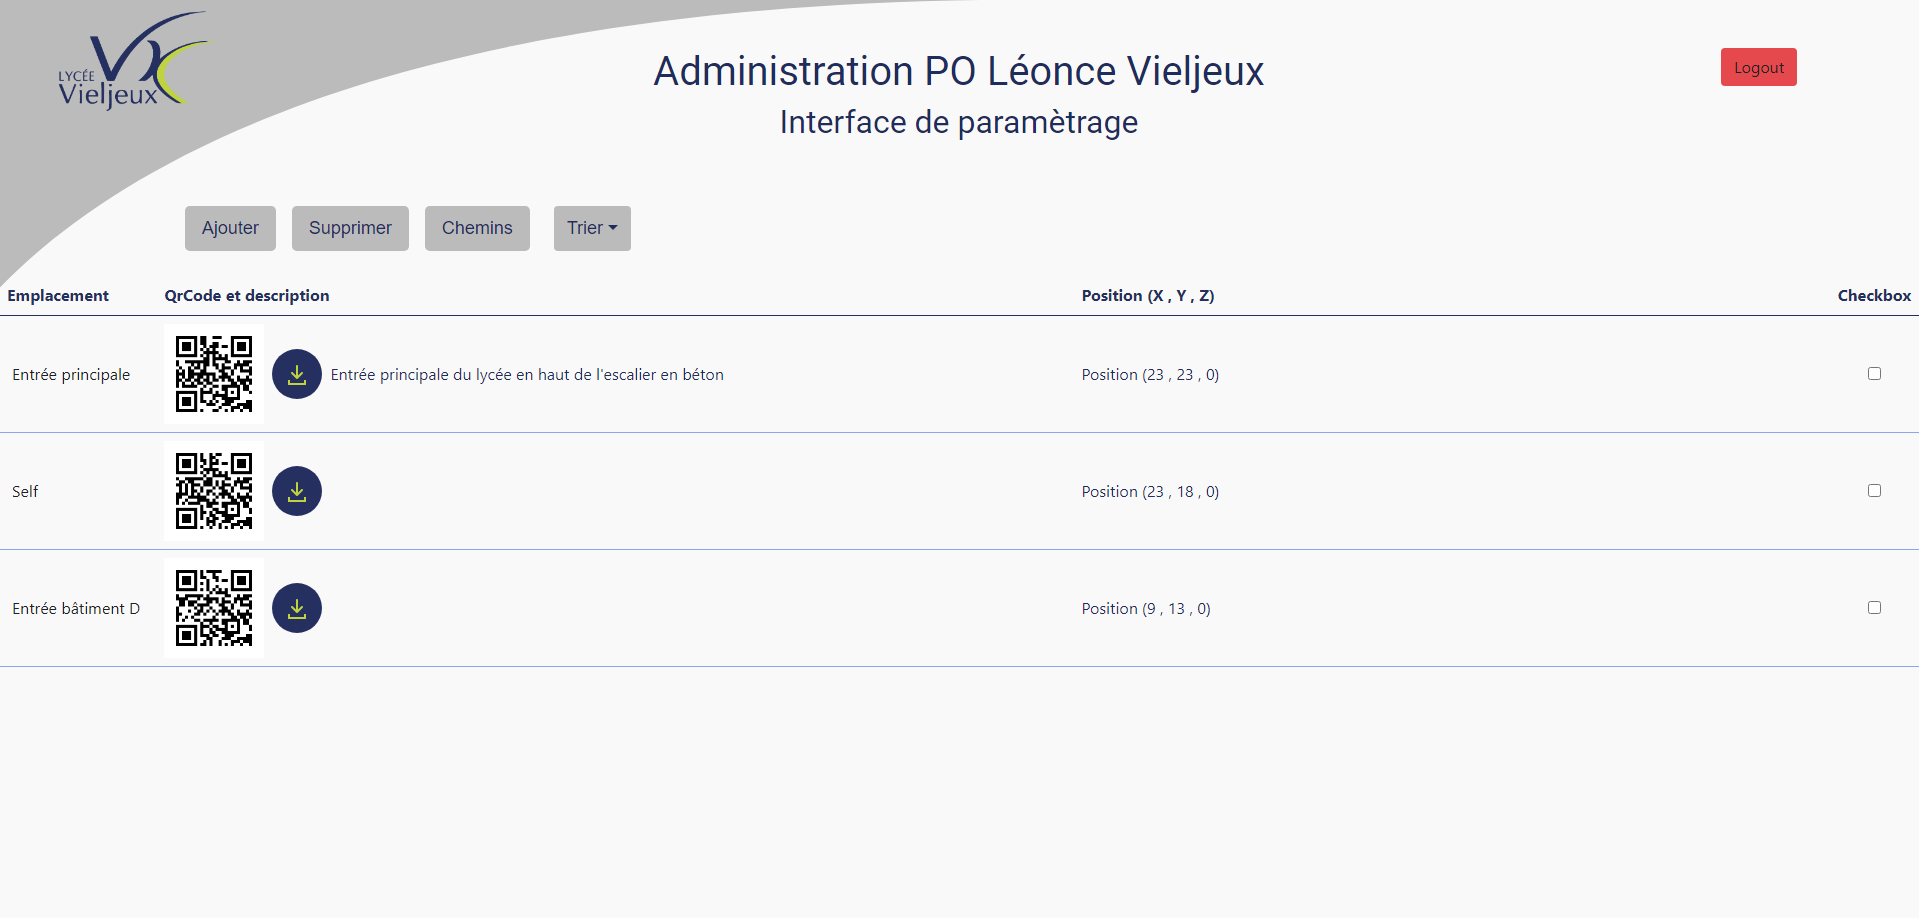 LYCÉE
Vieljeux
Administration PO Léonce Vieljeux
Interface de paramètrage
Logout
Ajouter
Supprimer
Chemins
Trier
Emplacement
QrCode et description
Position (X , Y , Z)
Checkbox
Entrée principale
Entrée principale du lycée en haut de l'escalier en béton
Position (23 , 23 , 0)
Self
Position (23 , 18 , 0)
Entrée bâtiment D
Position (9 , 13 , 0)